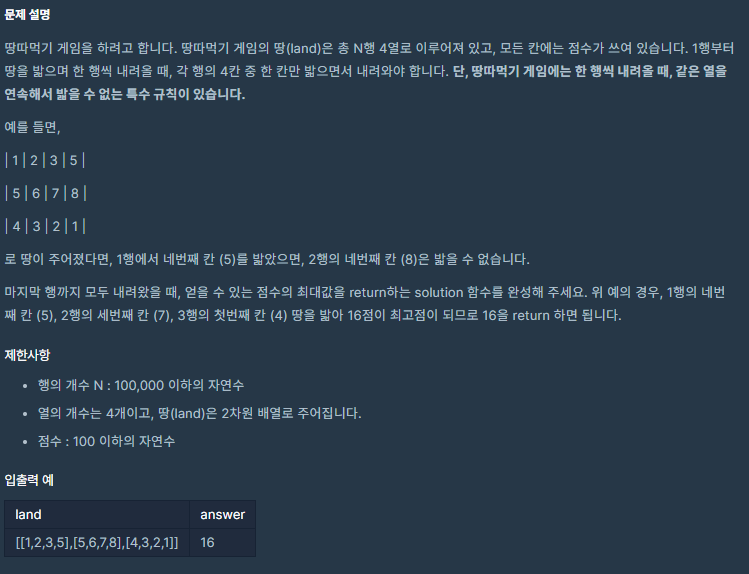 문제 설명
땅따먹기 게임을 하려고 합니다. 땅따먹기 게임의 땅(land)은 총 N행 4열로 이루어져 있고, 모든 칸에는 점수가 쓰여 있습니다. 1행부터
땅을 밟으며 한 행씩 내려올 때, 각 행의 4칸 중 한 칸만 밟으면서 내려와야 합니다. 단, 땅따먹기 게임에는 한 행씩 내려올 때, 같은 열을
연속해서 밟을 수 없는 특수 규칙이 있습니다.
예를 들면,
| 1 | 2 | 3 | 5 |
| 5 | 6 | 7 | 8 |
| 4 | 3 | 2 | 1 |
로 땅이 주어졌다면, 1행에서 네번째 칸 (5)를 밟았으면, 2행의 네번째 칸 (8)은 밟을 수 없습니다.
마지막 행까지 모두 내려왔을 때, 얻을 수 있는 점수의 최대값을 return하는 solution 함수를 완성해 주세요. 위 예의 경우, 1행의 네번
째 칸 (5), 2행의 세번째 칸 (7), 3행의 첫번째 칸 (4) 땅을 밟아 16점이 최고점이 되므로 16을 return 하면 됩니다.
제한사항
• 행의 개수 N : 100,000 이하의 자연수
• 열의 개수는 4개이고, 땅(land)은 2차원 배열로 주어집니다.
• 점수 : 100 이하의 자연수
입출력 예
land answer
[[1,2,3,5],[5,6,7,8],[4,3,2,1]] 16